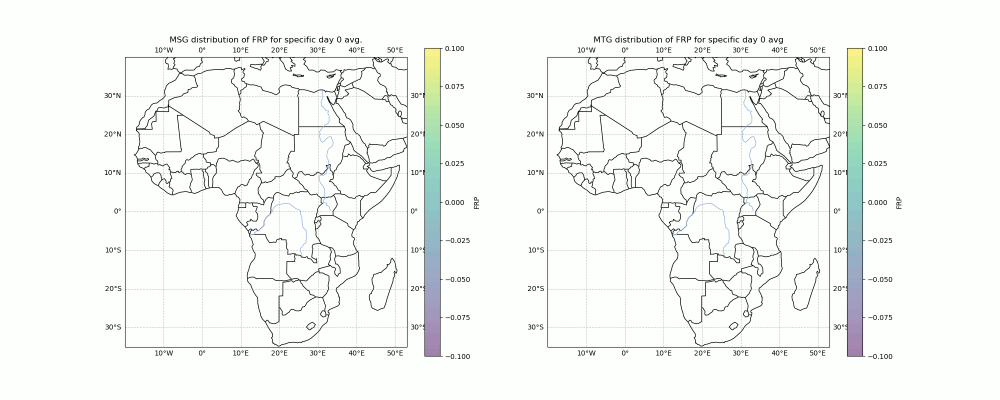 MSG distribution of FRP for specific day 0 avg.
10°W 0° 10°E 20°E 30°E 40°E 50°E
30°N 30°N
20°N 20°N
10°N 10°N
0° 0°
10°S 10°S
20°S 20°S
30°S 30°S
10°W 0° 10°E 20°E 30°E 40°E 50°E
0.100
0.075
0.050
0.025
0.000
−0.025
−0.050
−0.075
−0.100
FRP
MTG distribution of FRP for specific day 0 avg
10°W 0° 10°E 20°E 30°E 40°E 50°E
30°N 30°N
20°N 20°N
10°N 10°N
0° 0°
10°S 10°S
20°S 20°S
30°S 30°S
10°W 0° 10°E 20°E 30°E 40°E 50°E
0.100
0.075
0.050
0.025
0.000
−0.025
−0.050
−0.075
−0.100
FRP